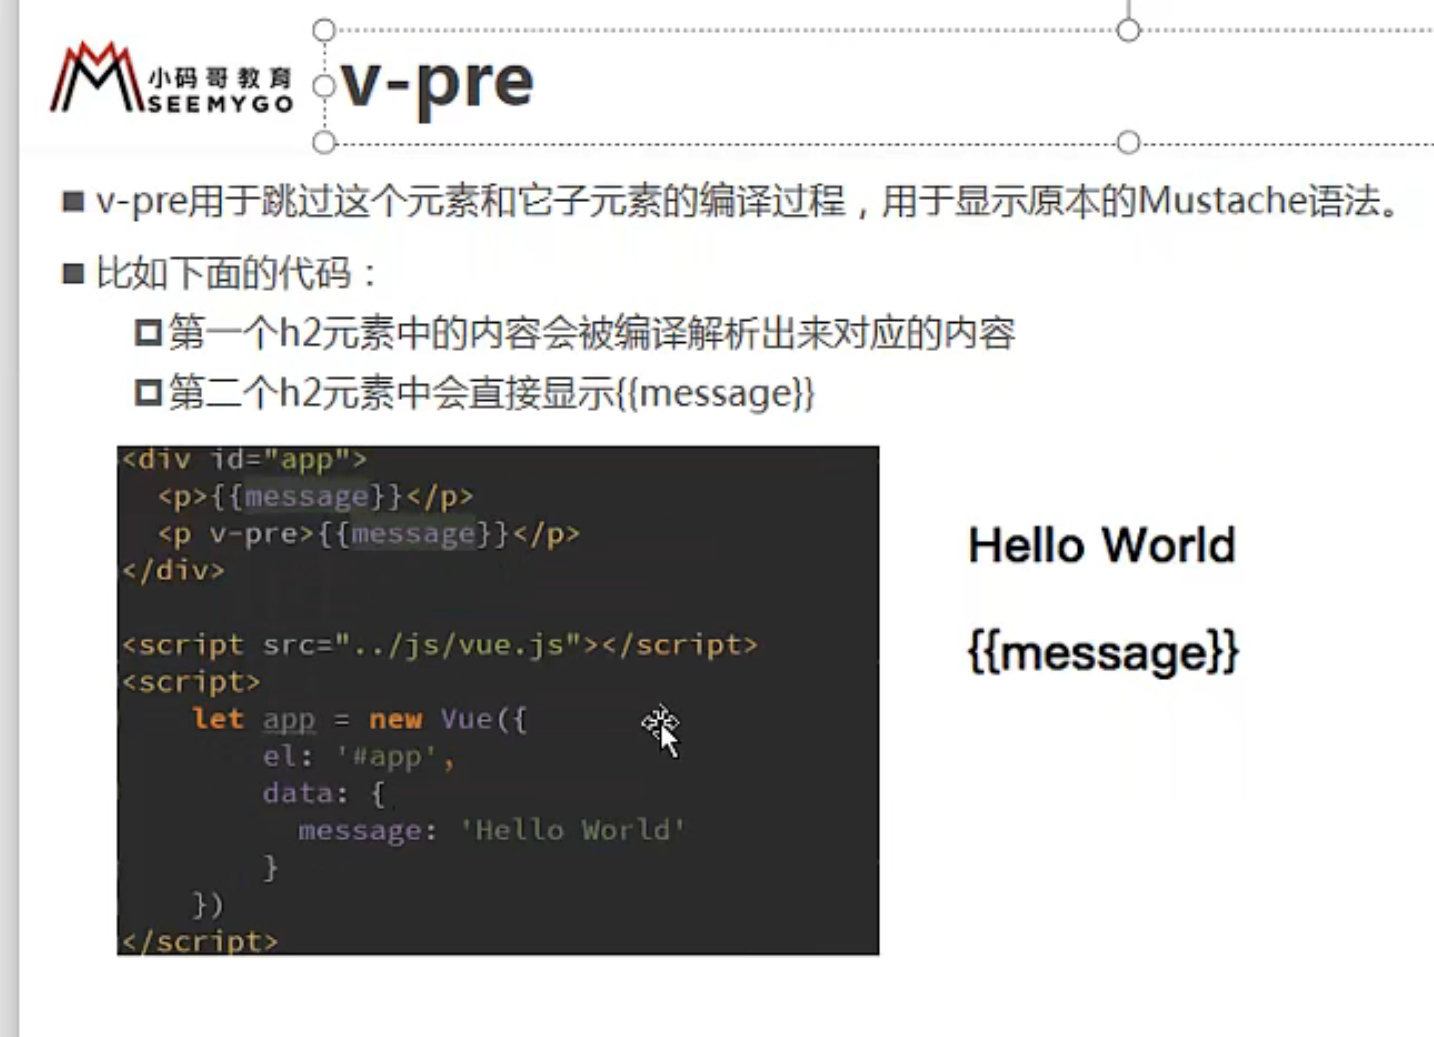 小码哥教育
SEEMYGO
v-pre
v-pre用于跳过这个元素和它子元素的编译过程，用于显示原本的Mustache语法。
比如下面的代码：
第一个h2元素中的内容会被编译解析出来对应的内容
第二个h2元素中会直接显示{{message}}
<div id="app">
  <p>{{message}}</p>
  <p v-pre>{{message}}</p>
</div>
<script src="../js/vue.js"></script>
<script>
    let app = new Vue({
        el: '#app',
        data: {
          message: 'Hello World'
        }
    })
</script>
Hello World
{{message}}